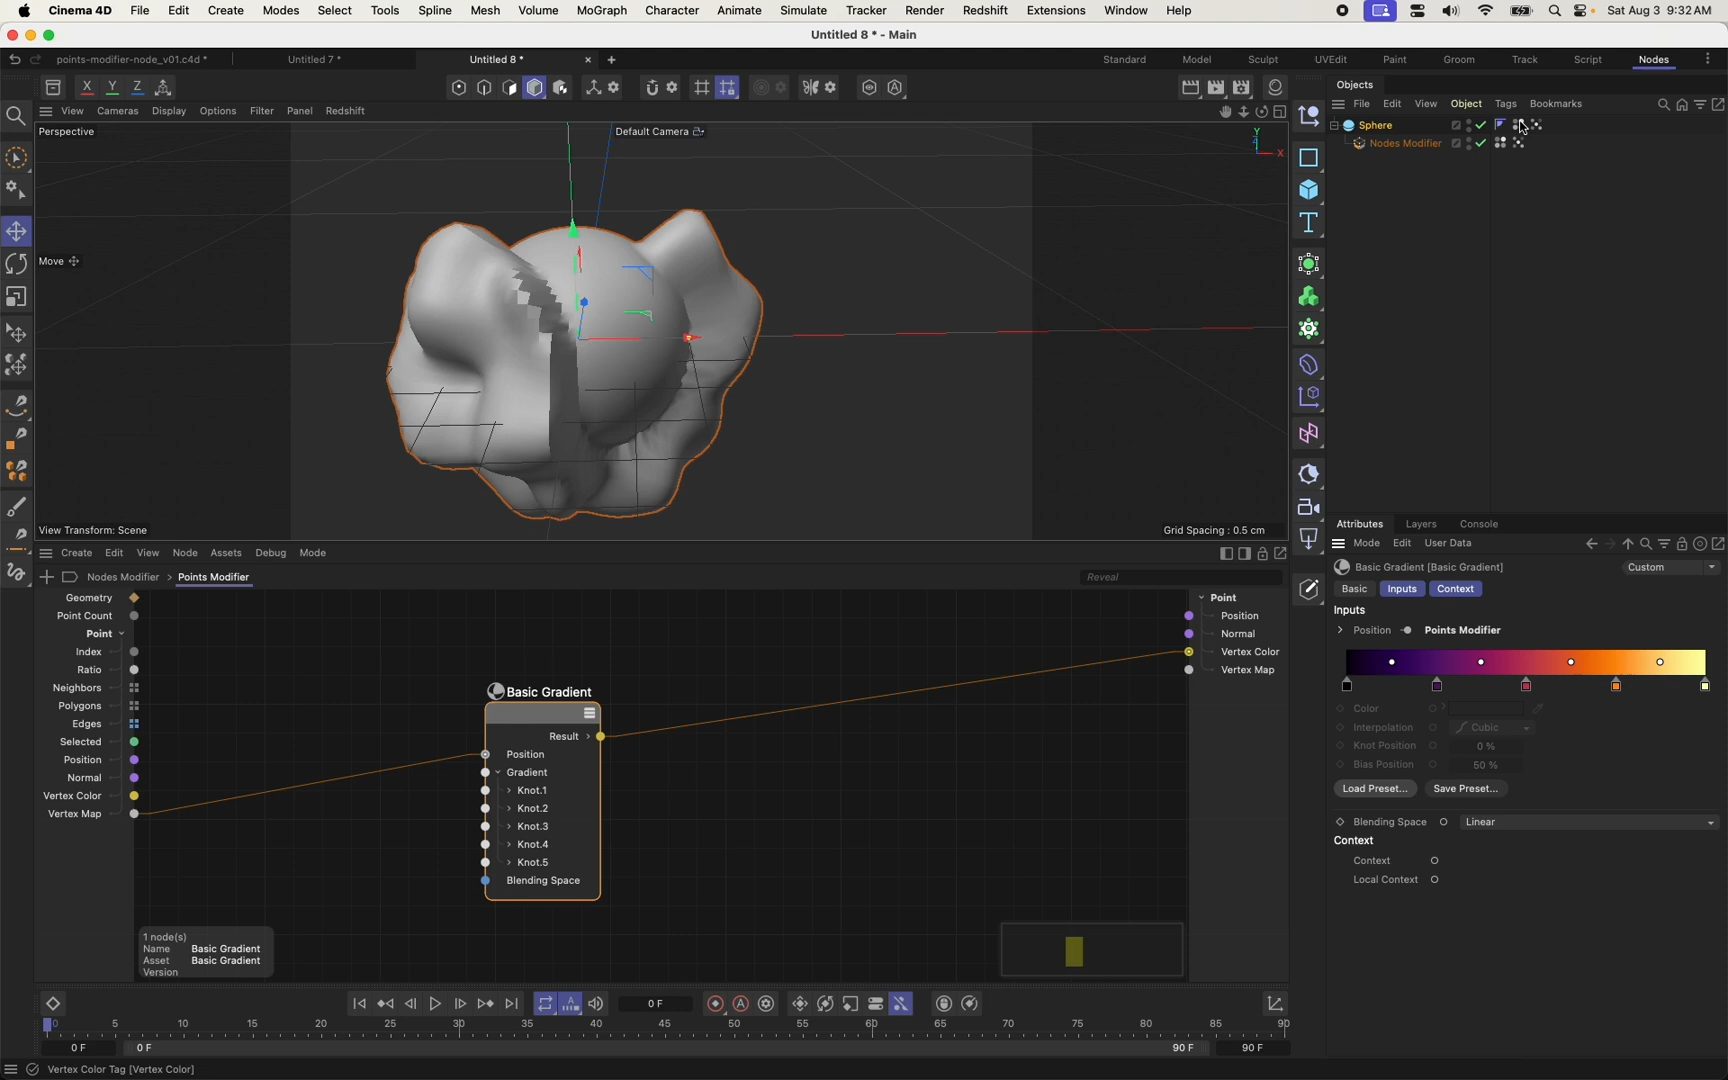 Cinema 4D File Edit Create Modes Select Tools Spline Mesh Volume MoGraph Character Animate Simulate Tracker Render Redshift Extensions Window Help Sat Aug 3 9:32 AM
Untitled 8 * - Main
points-modifier-node_v01.c4d * Untitled 7 * Untitled 8 * × + Standard Model Sculpt UVEdit Paint Groom Track Script Nodes
X Y Z Objects
View Cameras Display Options Filter Panel Redshift File Edit View Object Tags Bookmarks
Perspective Default Camera Y Z X Sphere
Nodes Modifier
Move
View Transform: Scene Grid Spacing : 0.5 cm
Attributes Layers Console
Mode Edit User Data
Create Edit View Node Assets Debug Mode
Basic Gradient [Basic Gradient] Custom
Nodes Modifier > Points Modifier Reveal
Basic Inputs Context
Inputs
Position Points Modifier
Color
Interpolation Cubic
Knot Position 0 %
Bias Position 50 %
Load Preset... Save Preset...
Blending Space Linear
Context
Context
Local Context
Geometry
Point Count
Point
Index
Ratio
Neighbors
Polygons
Edges
Selected
Position
Normal
Vertex Color
Vertex Map
Basic Gradient
Result >
Position
Gradient
> Knot.1
> Knot.2
> Knot.3
> Knot.4
> Knot.5
Blending Space
Point
Position
Normal
Vertex Color
Vertex Map
1 node(s)
Name Basic Gradient
Asset Basic Gradient
Version
A 0 F A
0 5 10 15 20 25 30 35 40 45 50 55 60 65 70 75 80 85 90
0 F 0 F 90 F 90 F
Vertex Color Tag [Vertex Color]